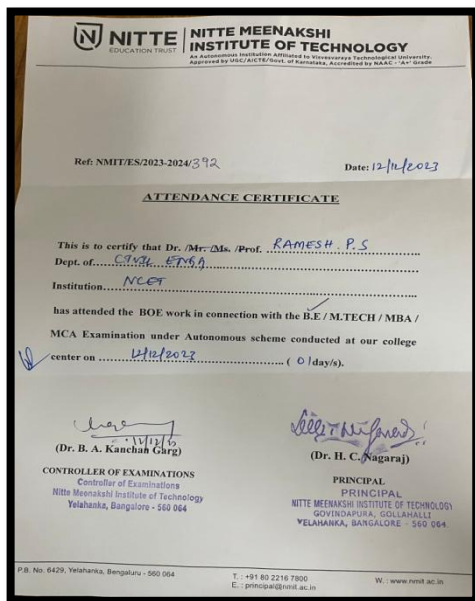 NITTE
EDUCATION TRUST
NITTE MEENAKSHI
INSTITUTE OF TECHNOLOGY
An Autonomous Institution Affiliated to Visvesvaraya Technological University,
Approved by UGC/AICTE/Govt. of Karnataka, Accredited by NAAC - 'A+' Grade
Ref: NMIT/ES/2023-2024/392
Date: 12/12/2023
ATTENDANCE CERTIFICATE
This is to certify that Dr. /Mr. /Ms. /Prof. RAMESH. P.S
Dept. of CIVIL ENGG
Institution NCET
has attended the BOE work in connection with the B.E / M.TECH / MBA /
MCA Examination under Autonomous scheme conducted at our college
center on 12/12/2023 ( 01day/s).
12/12/23
(Dr. B. A. Kanchan Garg)
CONTROLLER OF EXAMINATIONS
Controller of Examinations
Nitte Meenakshi Institute of Technology
Yelahanka, Bangalore - 560 064
(Dr. H. C. Nagaraj)
PRINCIPAL
PRINCIPAL
NITTE MEENAKSHI INSTITUTE OF TECHNOLOGY
GOVINDAPURA, GOLLAHALLI
YELAHANKA, BANGALORE - 560 064.
P.B. No. 6429, Yelahanka, Bengaluru - 560 064
T. : +91 80 2216 7800
E. : principal@nmit.ac.in
W. : www.nmit.ac.in